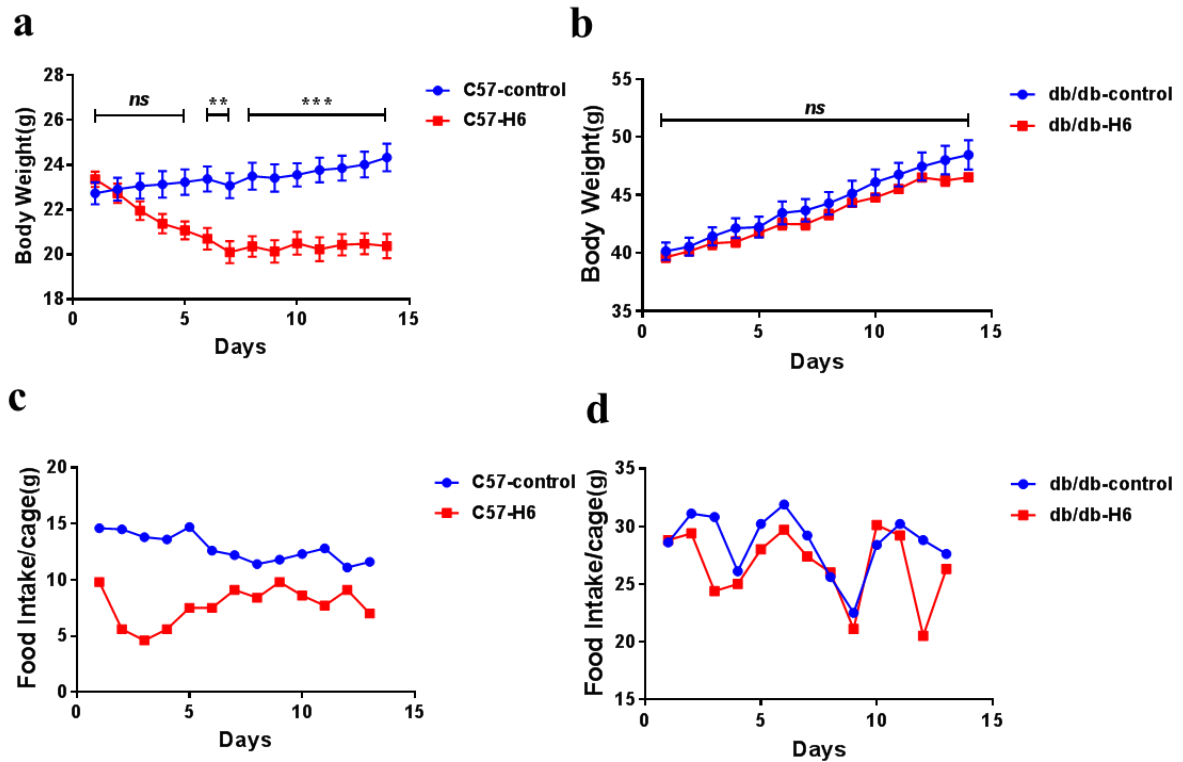 a
28
26
24
22
20
18
Body Weight(g)
ns
**
***
C57-control
C57-H6
0
5
10
15
Days
b
55
50
45
40
35
Body Weight(g)
ns
db/db-control
db/db-H6
0
5
10
15
Days
c
20
15
10
5
0
Food Intake/cage(g)
C57-control
C57-H6
0
5
10
15
Days
d
35
30
25
20
15
Food Intake/cage(g)
db/db-control
db/db-H6
0
5
10
15
Days